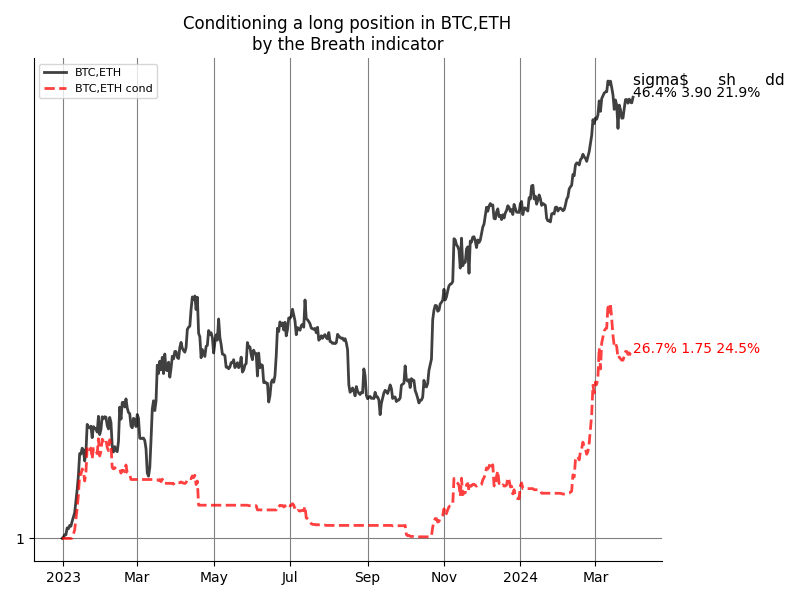 Conditioning a long position in BTC,ETH
by the Breath indicator
BTC,ETH
BTC,ETH cond
sigma$ sh dd
46.4% 3.90 21.9%
26.7% 1.75 24.5%
1
2023 Mar May Jul Sep Nov 2024 Mar